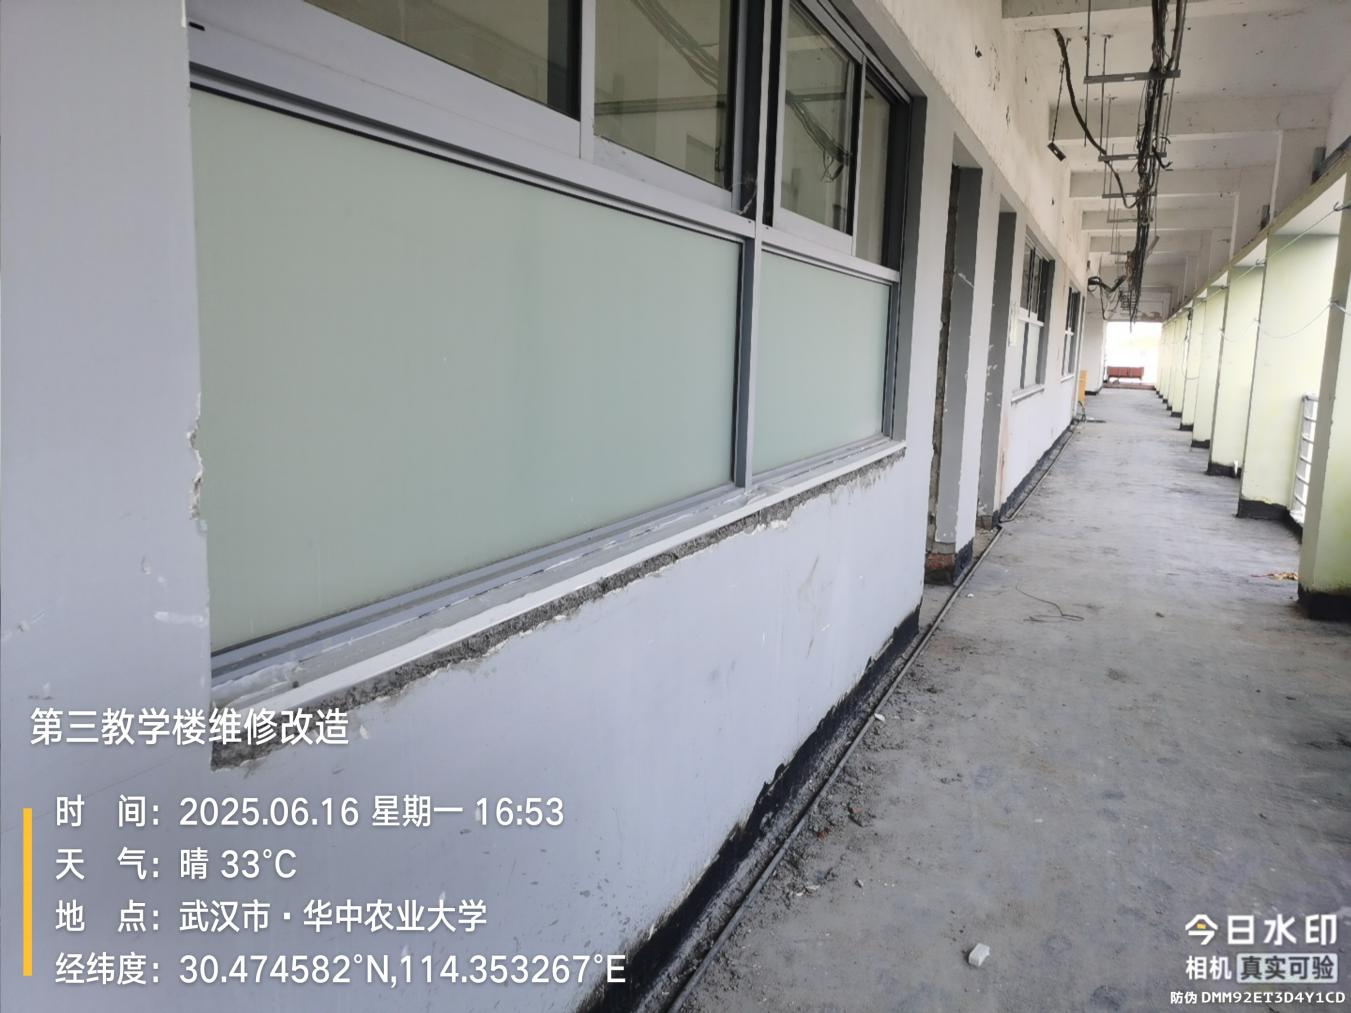 第三教学楼维修改造
时 间：2025.06.16 星期一 16:53
天 气：晴 33°C
地 点：武汉市·华中农业大学
经纬度：30.474582°N,114.353267°E
今日水印
相机 真实可验
防伪 DMM92ET3D4Y1CD